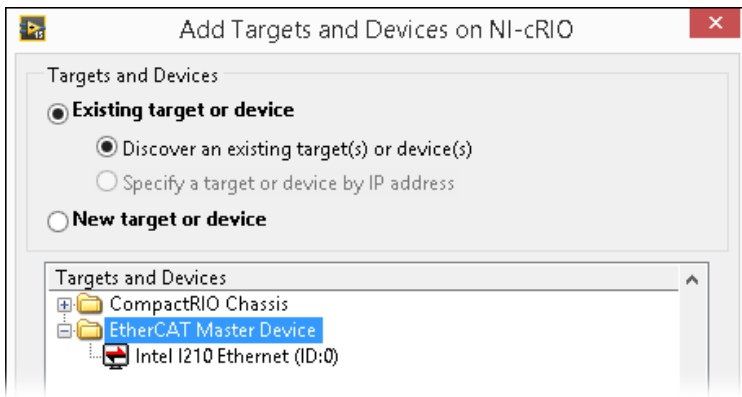 Add Targets and Devices on NI-cRIO
Targets and Devices
Existing target or device
Discover an existing target(s) or device(s)
Specify a target or device by IP address
New target or device
Targets and Devices
CompactRIO Chassis
EtherCAT Master Device
Intel I210 Ethernet (ID:0)